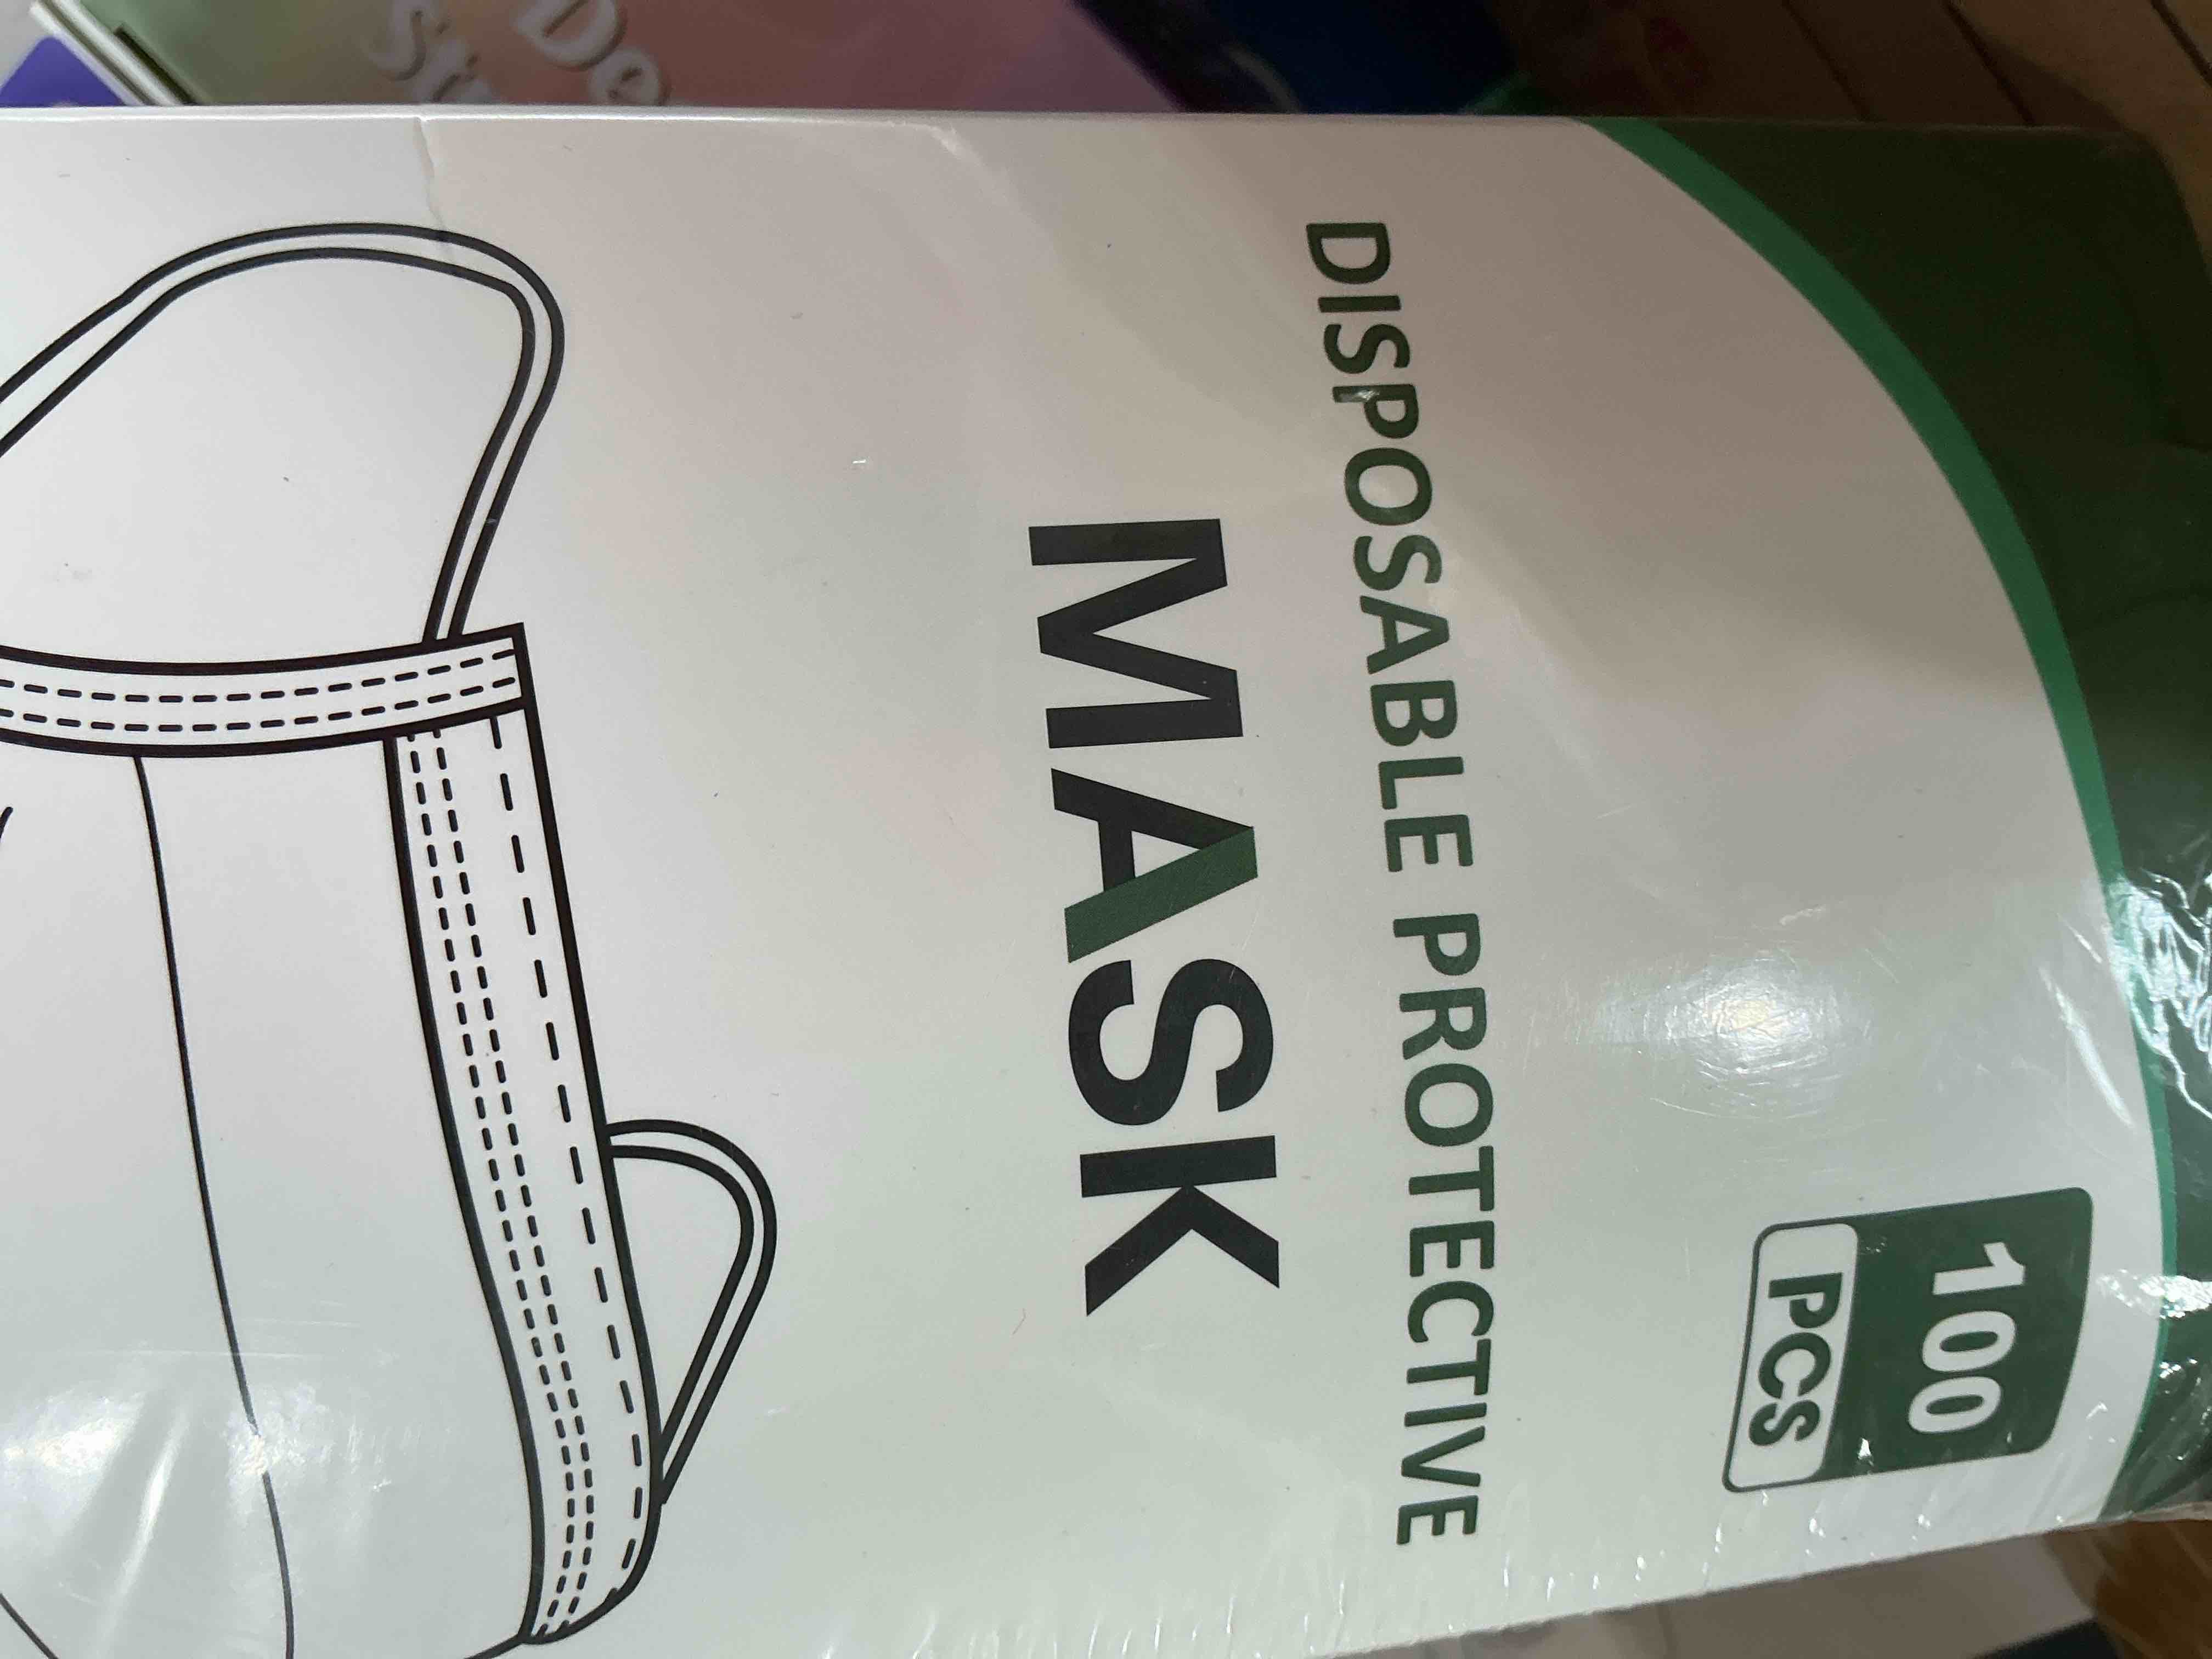 100
PCS
DISPOSABLE PROTECTIVE
MASK